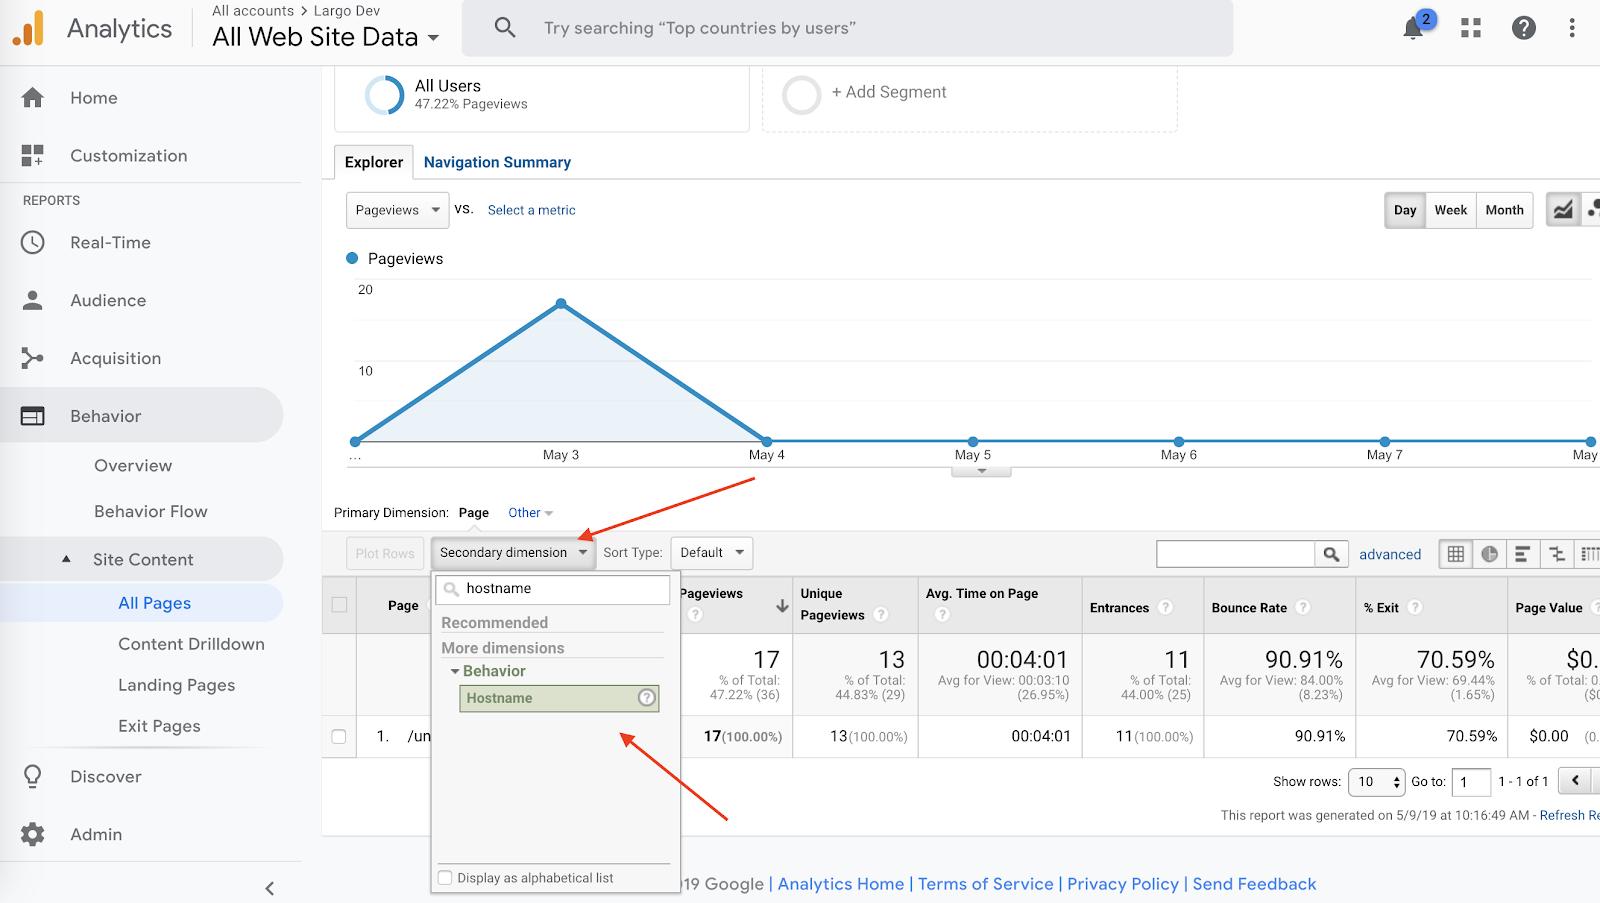 Analytics
All accounts > Largo Dev
All Web Site Data
Try searching “Top countries by users”
2
Home
Customization
REPORTS
Real-Time
Audience
Acquisition
Behavior
Overview
Behavior Flow
Site Content
All Pages
Content Drilldown
Landing Pages
Exit Pages
Discover
Admin
All Users
47.22% Pageviews
+ Add Segment
Explorer
Navigation Summary
Pageviews
VS.
Select a metric
Day
Week
Month
Pageviews
20
10
...
May 3
May 4
May 5
May 6
May 7
May
Primary Dimension:
Page
Other
Plot Rows
Secondary dimension
Sort Type:
Default
advanced
hostname
Recommended
More dimensions
Behavior
Hostname
Display as alphabetical list
Page
Pageviews
Unique
Pageviews
Avg. Time on Page
Entrances
Bounce Rate
% Exit
Page Value
17
% of Total:
47.22% (36)
13
% of Total:
44.83% (29)
00:04:01
Avg for View: 00:03:10
(26.95%)
11
% of Total:
44.00% (25)
90.91%
Avg for View: 84.00%
(8.23%)
70.59%
Avg for View: 69.44%
(1.65%)
$0.
% of Total: 0.
($0
1.
/un
17(100.00%)
13(100.00%)
00:04:01
11(100.00%)
90.91%
70.59%
$0.00 (0.
Show rows:
10
Go to:
1
1 - 1 of 1
This report was generated on 5/9/19 at 10:16:49 AM - Refresh Re
19 Google | Analytics Home | Terms of Service | Privacy Policy | Send Feedback